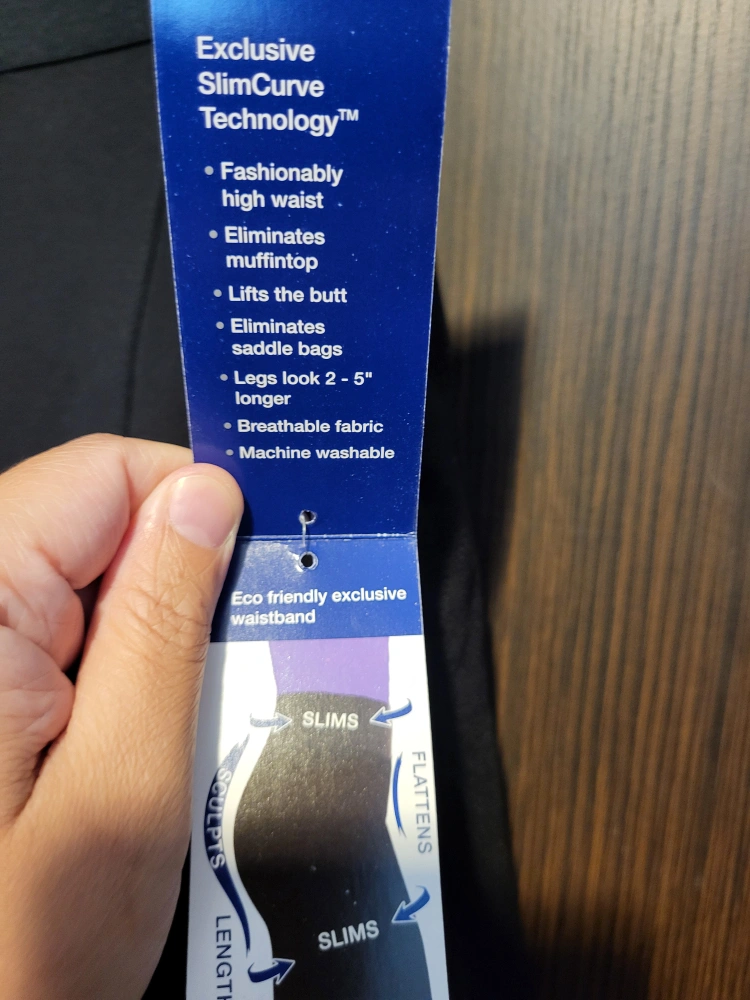 Exclusive
SlimCurve
Technology™
• Fashionably
high waist
• Eliminates
muffintop
• Lifts the butt
• Eliminates
saddle bags
• Legs look 2 - 5"
longer
• Breathable fabric
• Machine washable
Eco friendly exclusive
waistband
SLIMS
FLATTENS
SCULPTS
SLIMS